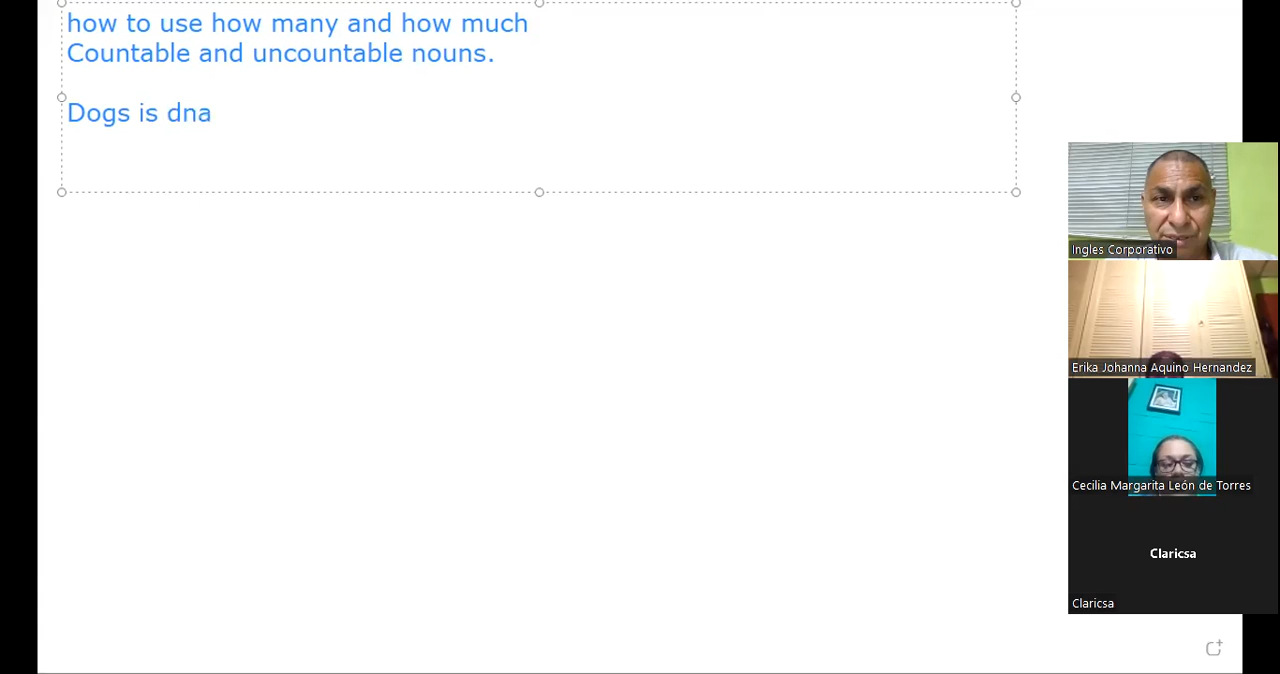 how to use how many and how much
Countable and uncountable nouns.
Dogs is dna
Ingles Corporativo
Erika Johanna Aquino Hernandez
Cecilia Margarita León de Torres
Claricsa
Claricsa